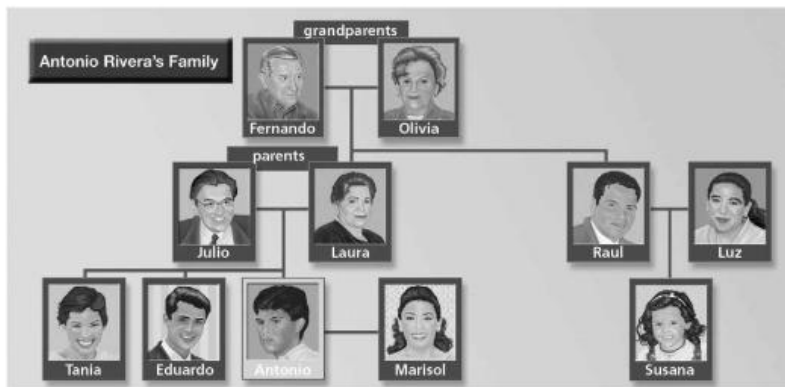 grandparents
Antonio Rivera's Family
Fernando
Olivia
parents
Julio
Laura
Raul
Luz
Tania
Eduardo
Antonio
Marisol
Susana